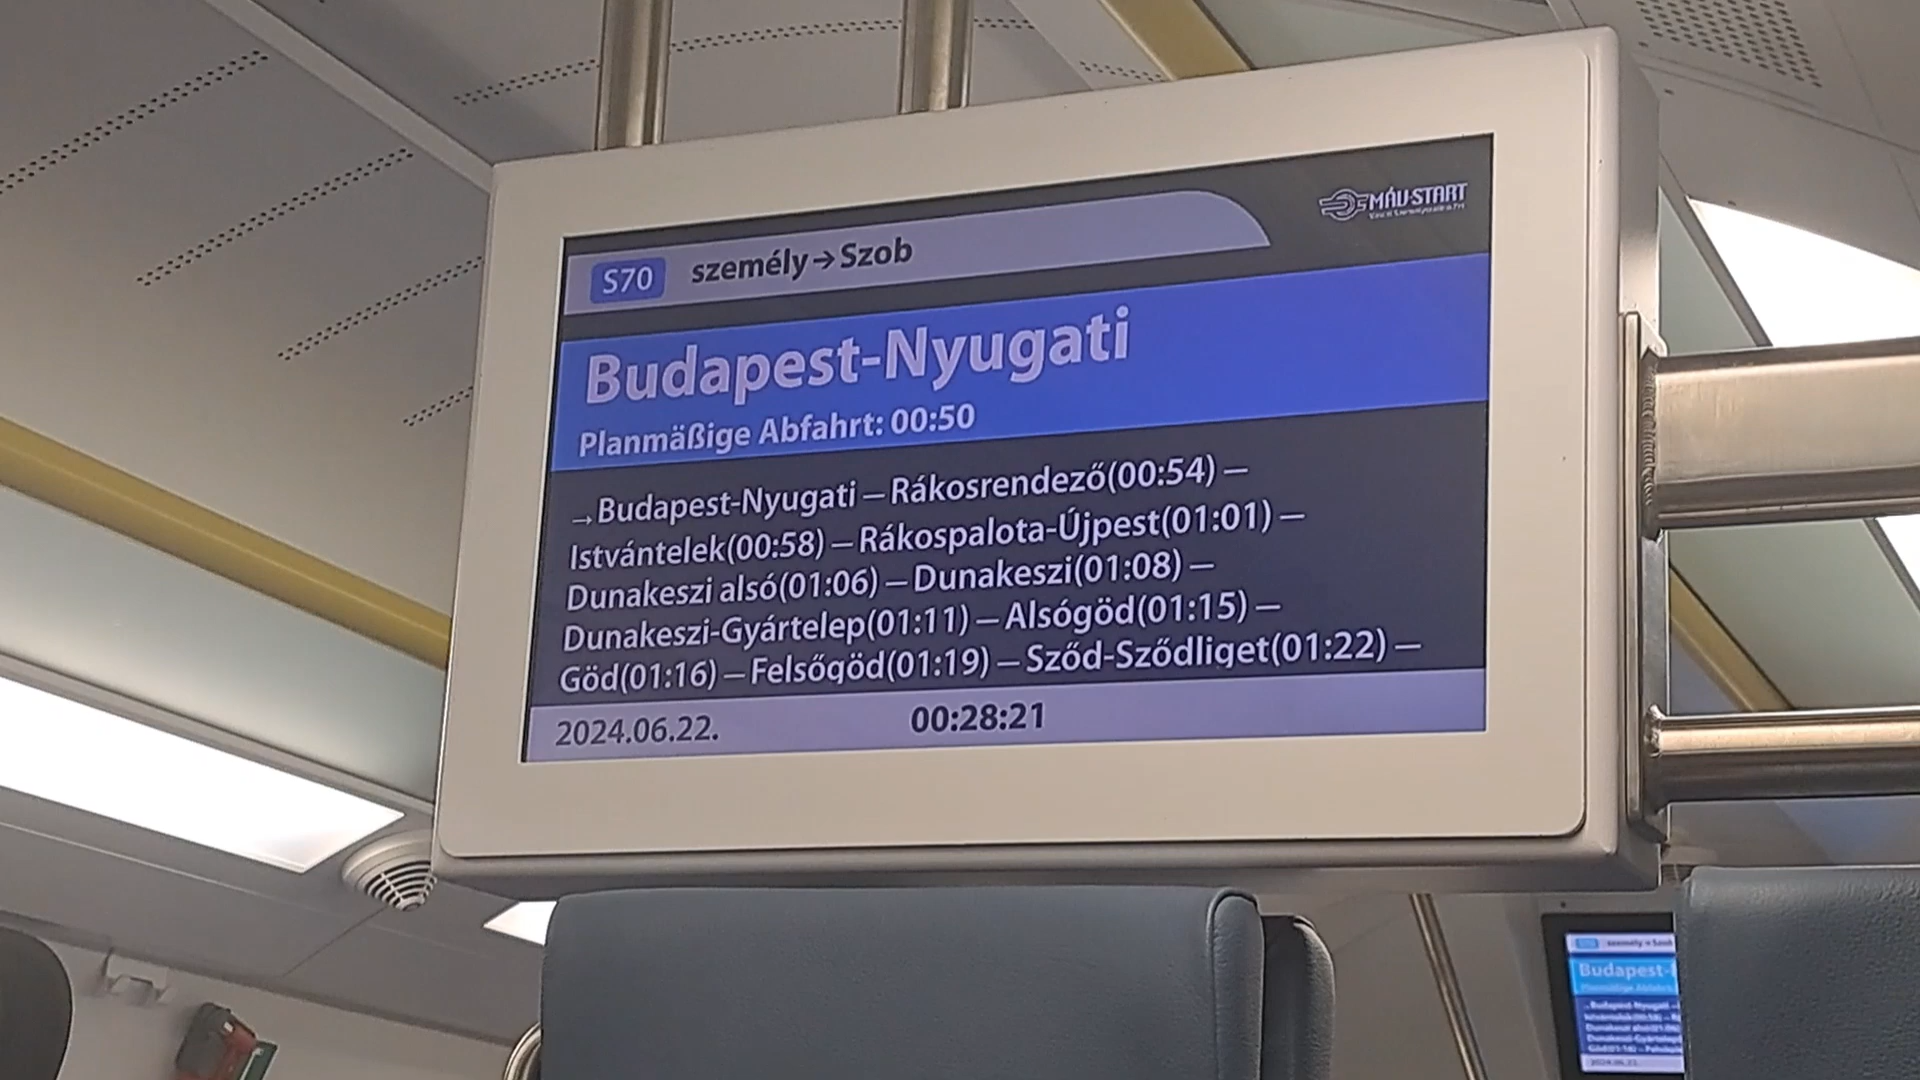 MÁV-START
S70 személy→Szob
Budapest-Nyugati
Planmäßige Abfahrt: 00:50
→Budapest-Nyugati – Rákosrendező(00:54) –
Istvántelek(00:58) – Rákospalota-Újpest(01:01) –
Dunakeszi alsó(01:06) – Dunakeszi(01:08) –
Dunakeszi-Gyártelep(01:11) – Alsógöd(01:15) –
Göd(01:16) – Felsőgöd(01:19) – Sződ-Sződliget(01:22) –
2024.06.22. 00:28:21
Budapest-